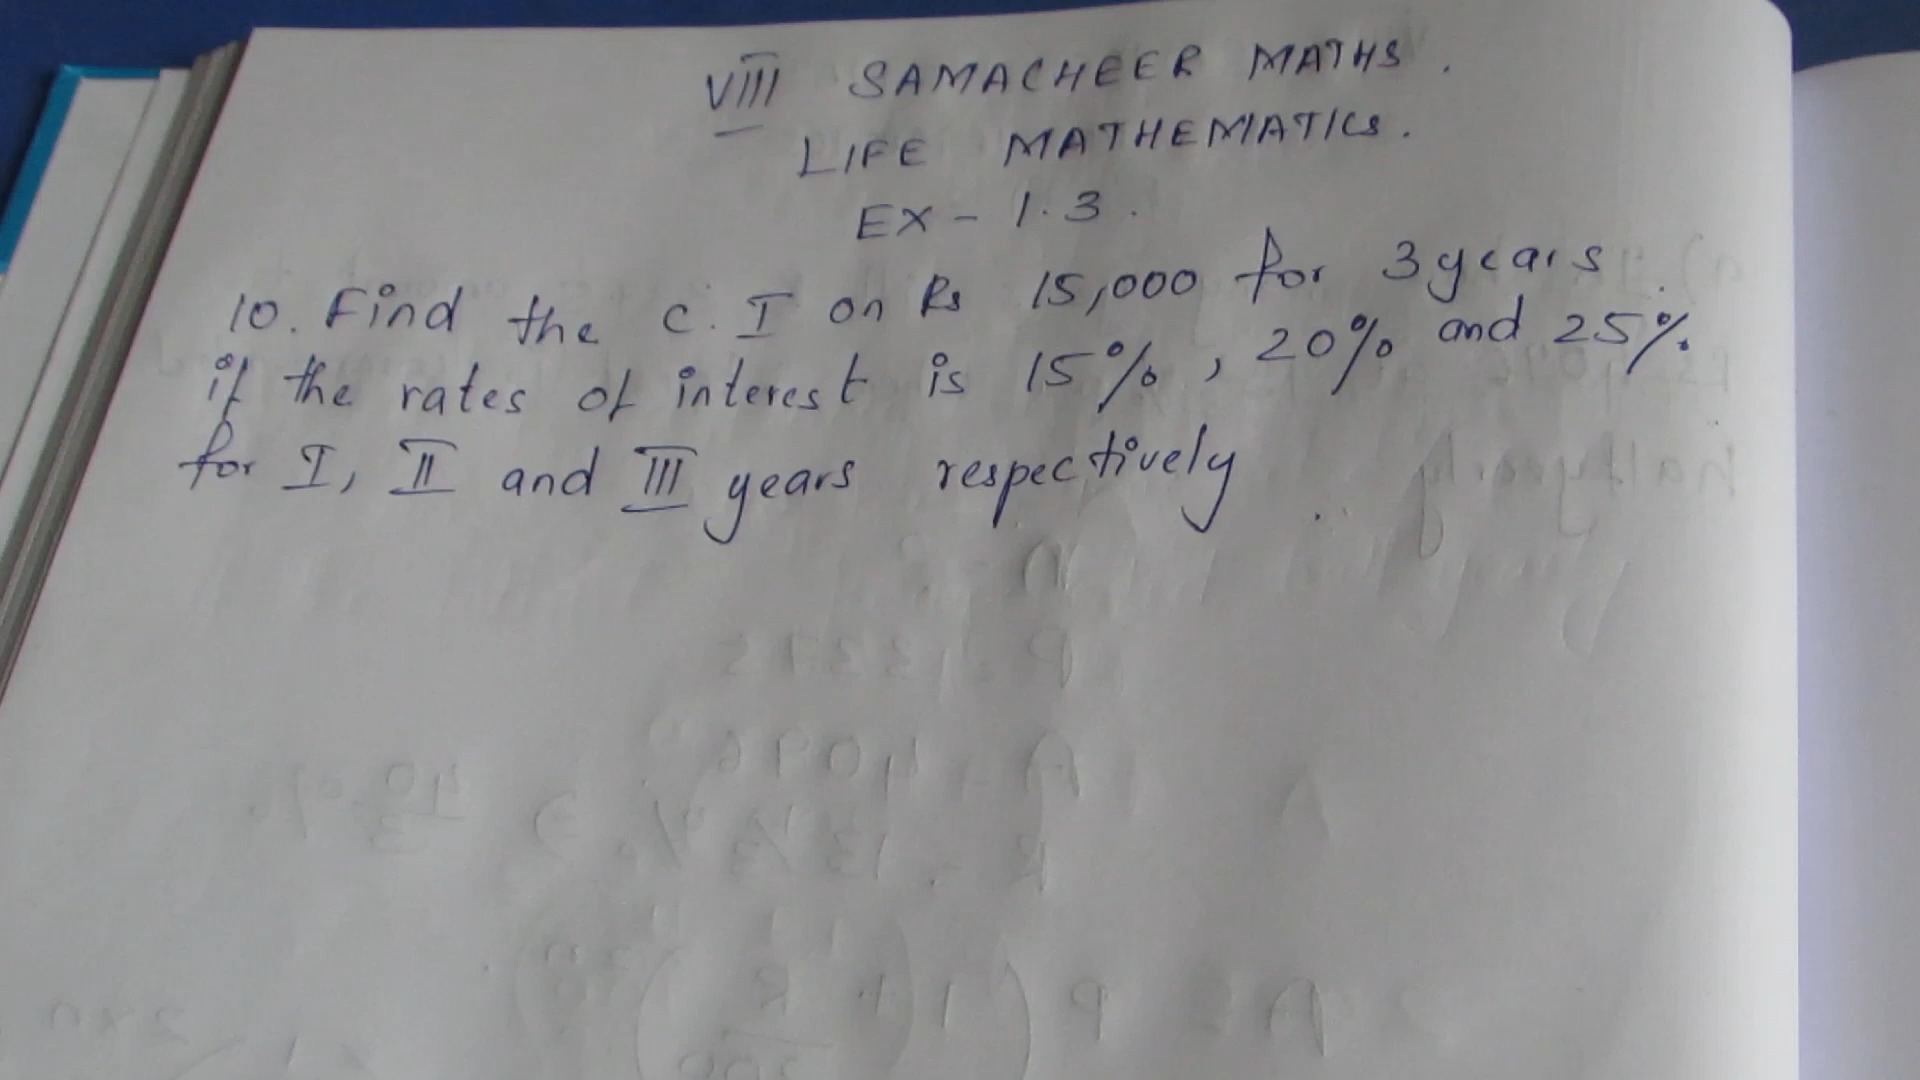 VIII SAMACHEER MATHS.
LIFE MATHEMATICS.
EX - 1.3.
10. Find the C.I on Rs 15,000 for 3 years
if the rates of interest is 15%, 20% and 25%
for I, II and III years respectively